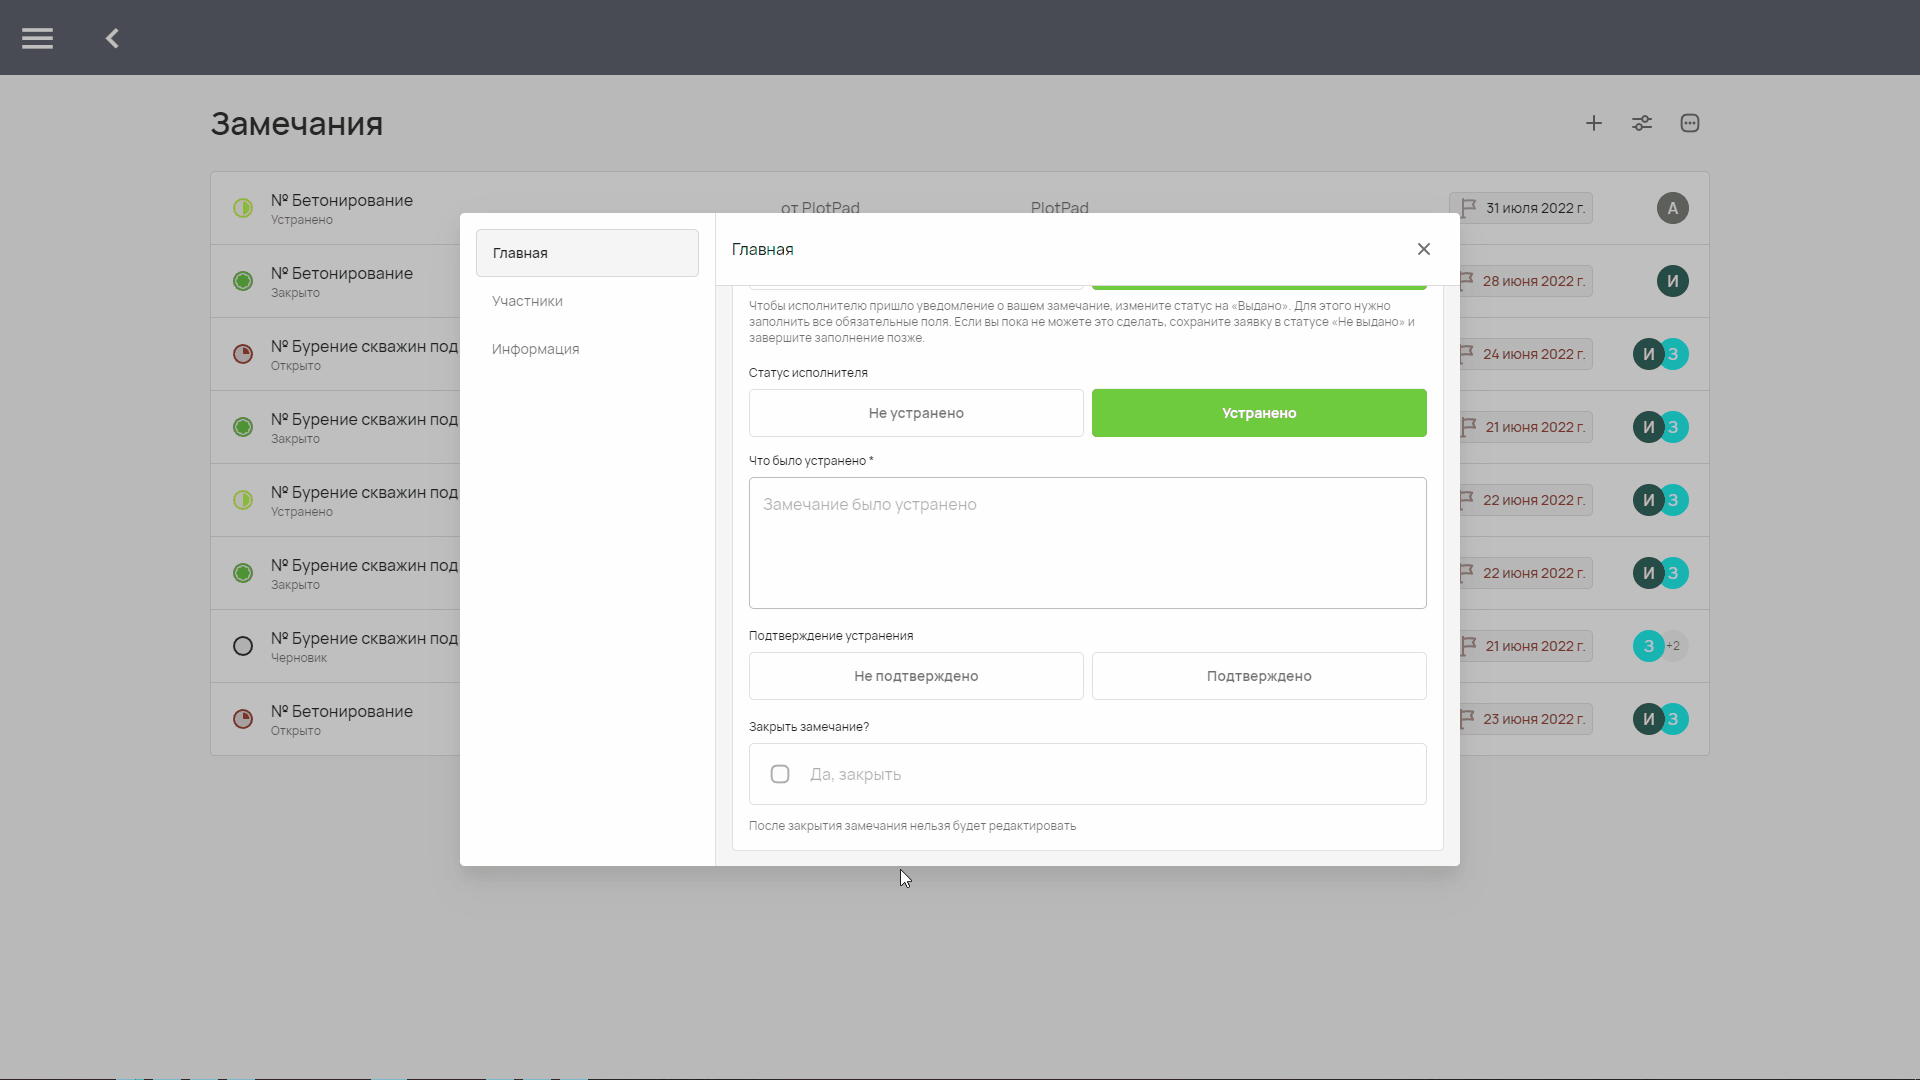 Замечания
№ Бетонирование
Устранено
от PlotPad
PlotPad
31 июля 2022 г.
А
№ Бетонирование
Закрыто
28 июня 2022 г.
И
№ Бурение скважин под
Открыто
24 июня 2022 г.
И З
№ Бурение скважин под
Закрыто
21 июня 2022 г.
И З
№ Бурение скважин под
Устранено
22 июня 2022 г.
И З
№ Бурение скважин под
Закрыто
22 июня 2022 г.
И З
№ Бурение скважин под
Черновик
21 июня 2022 г.
З +2
№ Бетонирование
Открыто
23 июня 2022 г.
И З
Главная
Участники
Информация
Главная
Чтобы исполнителю пришло уведомление о вашем замечание, измените статус на «Выдано». Для этого нужно
заполнить все обязательные поля. Если вы пока не можете это сделать, сохраните заявку в статусе «Не выдано» и
завершите заполнение позже.
Статус исполнителя
Не устранено
Устранено
Что было устранено *
Замечание было устранено
Подтверждение устранения
Не подтверждено
Подтверждено
Закрыть замечание?
Да, закрыть
После закрытия замечания нельзя будет редактировать